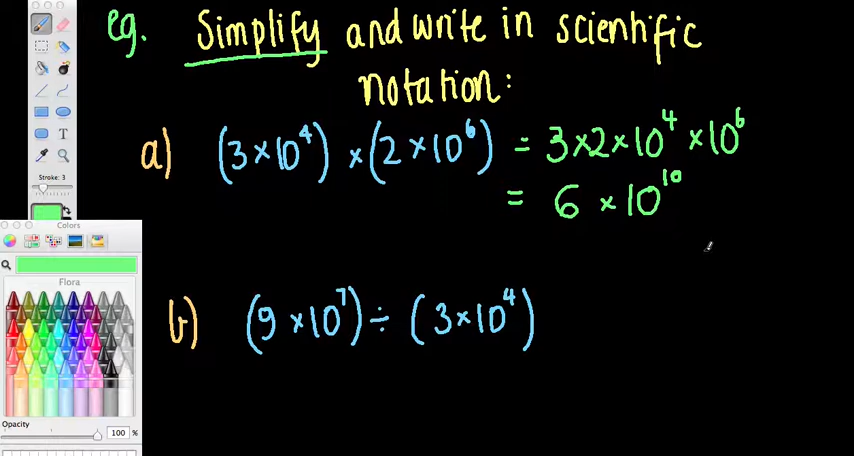 eg. Simplify and write in scientific
notation:
a) (3×10⁴) × (2×10⁶) = 3×2×10⁴×10⁶
= 6 × 10¹⁰
b) (9×10⁷) ÷ (3×10⁴)
T
Stroke: 3
Colors
Flora
Opacity
100 %